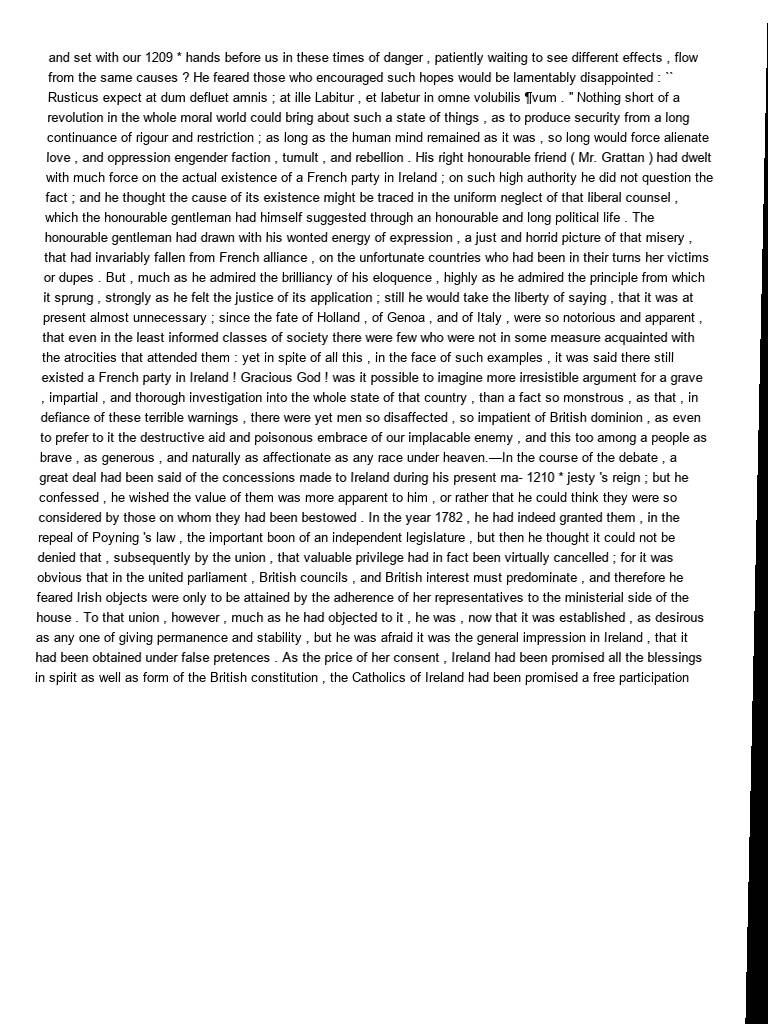 and set with our 1209 * hands before us in these times of danger , patiently waiting to see different effects , flow
from the same causes ? He feared those who encouraged such hopes would be lamentably disappointed : ``
Rusticus expect at dum defluet amnis ; at ille Labitur , et labetur in omne volubilis ¶vum . '' Nothing short of a
revolution in the whole moral world could bring about such a state of things , as to produce security from a long
continuance of rigour and restriction ; as long as the human mind remained as it was , so long would force alienate
love , and oppression engender faction , tumult , and rebellion . His right honourable friend ( Mr. Grattan ) had dwelt
with much force on the actual existence of a French party in Ireland ; on such high authority he did not question the
fact ; and he thought the cause of its existence might be traced in the uniform neglect of that liberal counsel ,
which the honourable gentleman had himself suggested through an honourable and long political life . The
honourable gentleman had drawn with his wonted energy of expression , a just and horrid picture of that misery ,
that had invariably fallen from French alliance , on the unfortunate countries who had been in their turns her victims
or dupes . But , much as he admired the brilliancy of his eloquence , highly as he admired the principle from which
it sprung , strongly as he felt the justice of its application ; still he would take the liberty of saying , that it was at
present almost unnecessary ; since the fate of Holland , of Genoa , and of Italy , were so notorious and apparent ,
that even in the least informed classes of society there were few who were not in some measure acquainted with
the atrocities that attended them : yet in spite of all this , in the face of such examples , it was said there still
existed a French party in Ireland ! Gracious God ! was it possible to imagine more irresistible argument for a grave
, impartial , and thorough investigation into the whole state of that country , than a fact so monstrous , as that , in
defiance of these terrible warnings , there were yet men so disaffected , so impatient of British dominion , as even
to prefer to it the destructive aid and poisonous embrace of our implacable enemy , and this too among a people as
brave , as generous , and naturally as affectionate as any race under heaven.—In the course of the debate , a
great deal had been said of the concessions made to Ireland during his present ma- 1210 * jesty 's reign ; but he
confessed , he wished the value of them was more apparent to him , or rather that he could think they were so
considered by those on whom they had been bestowed . In the year 1782 , he had indeed granted them , in the
repeal of Poyning 's law , the important boon of an independent legislature , but then he thought it could not be
denied that , subsequently by the union , that valuable privilege had in fact been virtually cancelled ; for it was
obvious that in the united parliament , British councils , and British interest must predominate , and therefore he
feared Irish objects were only to be attained by the adherence of her representatives to the ministerial side of the
house . To that union , however , much as he had objected to it , he was , now that it was established , as desirous
as any one of giving permanence and stability , but he was afraid it was the general impression in Ireland , that it
had been obtained under false pretences . As the price of her consent , Ireland had been promised all the blessings
in spirit as well as form of the British constitution , the Catholics of Ireland had been promised a free participation